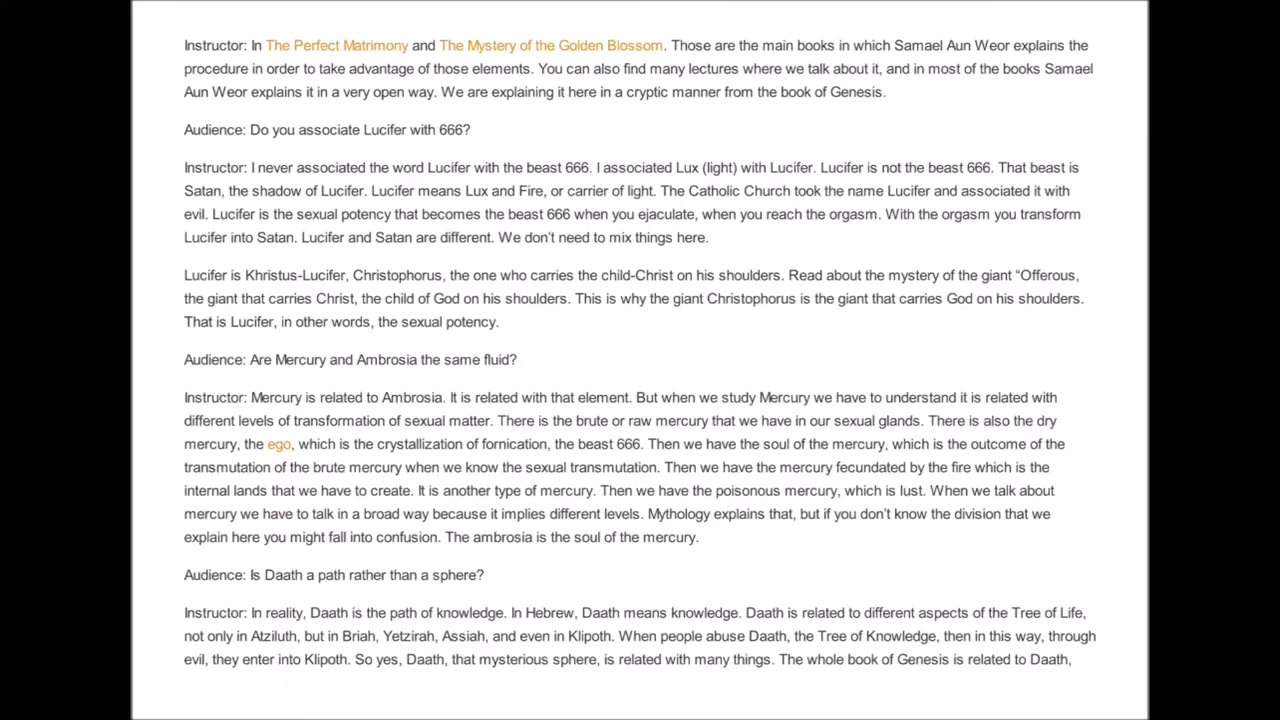 Instructor: In The Perfect Matrimony and The Mystery of the Golden Blossom. Those are the main books in which Samael Aun Weor explains the
procedure in order to take advantage of those elements. You can also find many lectures where we talk about it, and in most of the books Samael
Aun Weor explains it in a very open way. We are explaining it here in a cryptic manner from the book of Genesis.
Audience: Do you associate Lucifer with 666?
Instructor: I never associated the word Lucifer with the beast 666. I associated Lux (light) with Lucifer. Lucifer is not the beast 666. That beast is
Satan, the shadow of Lucifer. Lucifer means Lux and Fire, or carrier of light. The Catholic Church took the name Lucifer and associated it with
evil. Lucifer is the sexual potency that becomes the beast 666 when you ejaculate, when you reach the orgasm. With the orgasm you transform
Lucifer into Satan. Lucifer and Satan are different. We don't need to mix things here.
Lucifer is Khristus-Lucifer, Christophorus, the one who carries the child-Christ on his shoulders. Read about the mystery of the giant “Offerous,
the giant that carries Christ, the child of God on his shoulders. This is why the giant Christophorus is the giant that carries God on his shoulders.
That is Lucifer, in other words, the sexual potency.
Audience: Are Mercury and Ambrosia the same fluid?
Instructor: Mercury is related to Ambrosia. It is related with that element. But when we study Mercury we have to understand it is related with
different levels of transformation of sexual matter. There is the brute or raw mercury that we have in our sexual glands. There is also the dry
mercury, the ego, which is the crystallization of fornication, the beast 666. Then we have the soul of the mercury, which is the outcome of the
transmutation of the brute mercury when we know the sexual transmutation. Then we have the mercury fecundated by the fire which is the
internal lands that we have to create. It is another type of mercury. Then we have the poisonous mercury, which is lust. When we talk about
mercury we have to talk in a broad way because it implies different levels. Mythology explains that, but if you don't know the division that we
explain here you might fall into confusion. The ambrosia is the soul of the mercury.
Audience: Is Daath a path rather than a sphere?
Instructor: In reality, Daath is the path of knowledge. In Hebrew, Daath means knowledge. Daath is related to different aspects of the Tree of Life,
not only in Atziluth, but in Briah, Yetzirah, Assiah, and even in Klipoth. When people abuse Daath, the Tree of Knowledge, then in this way, through
evil, they enter into Klipoth. So yes, Daath, that mysterious sphere, is related with many things. The whole book of Genesis is related to Daath,